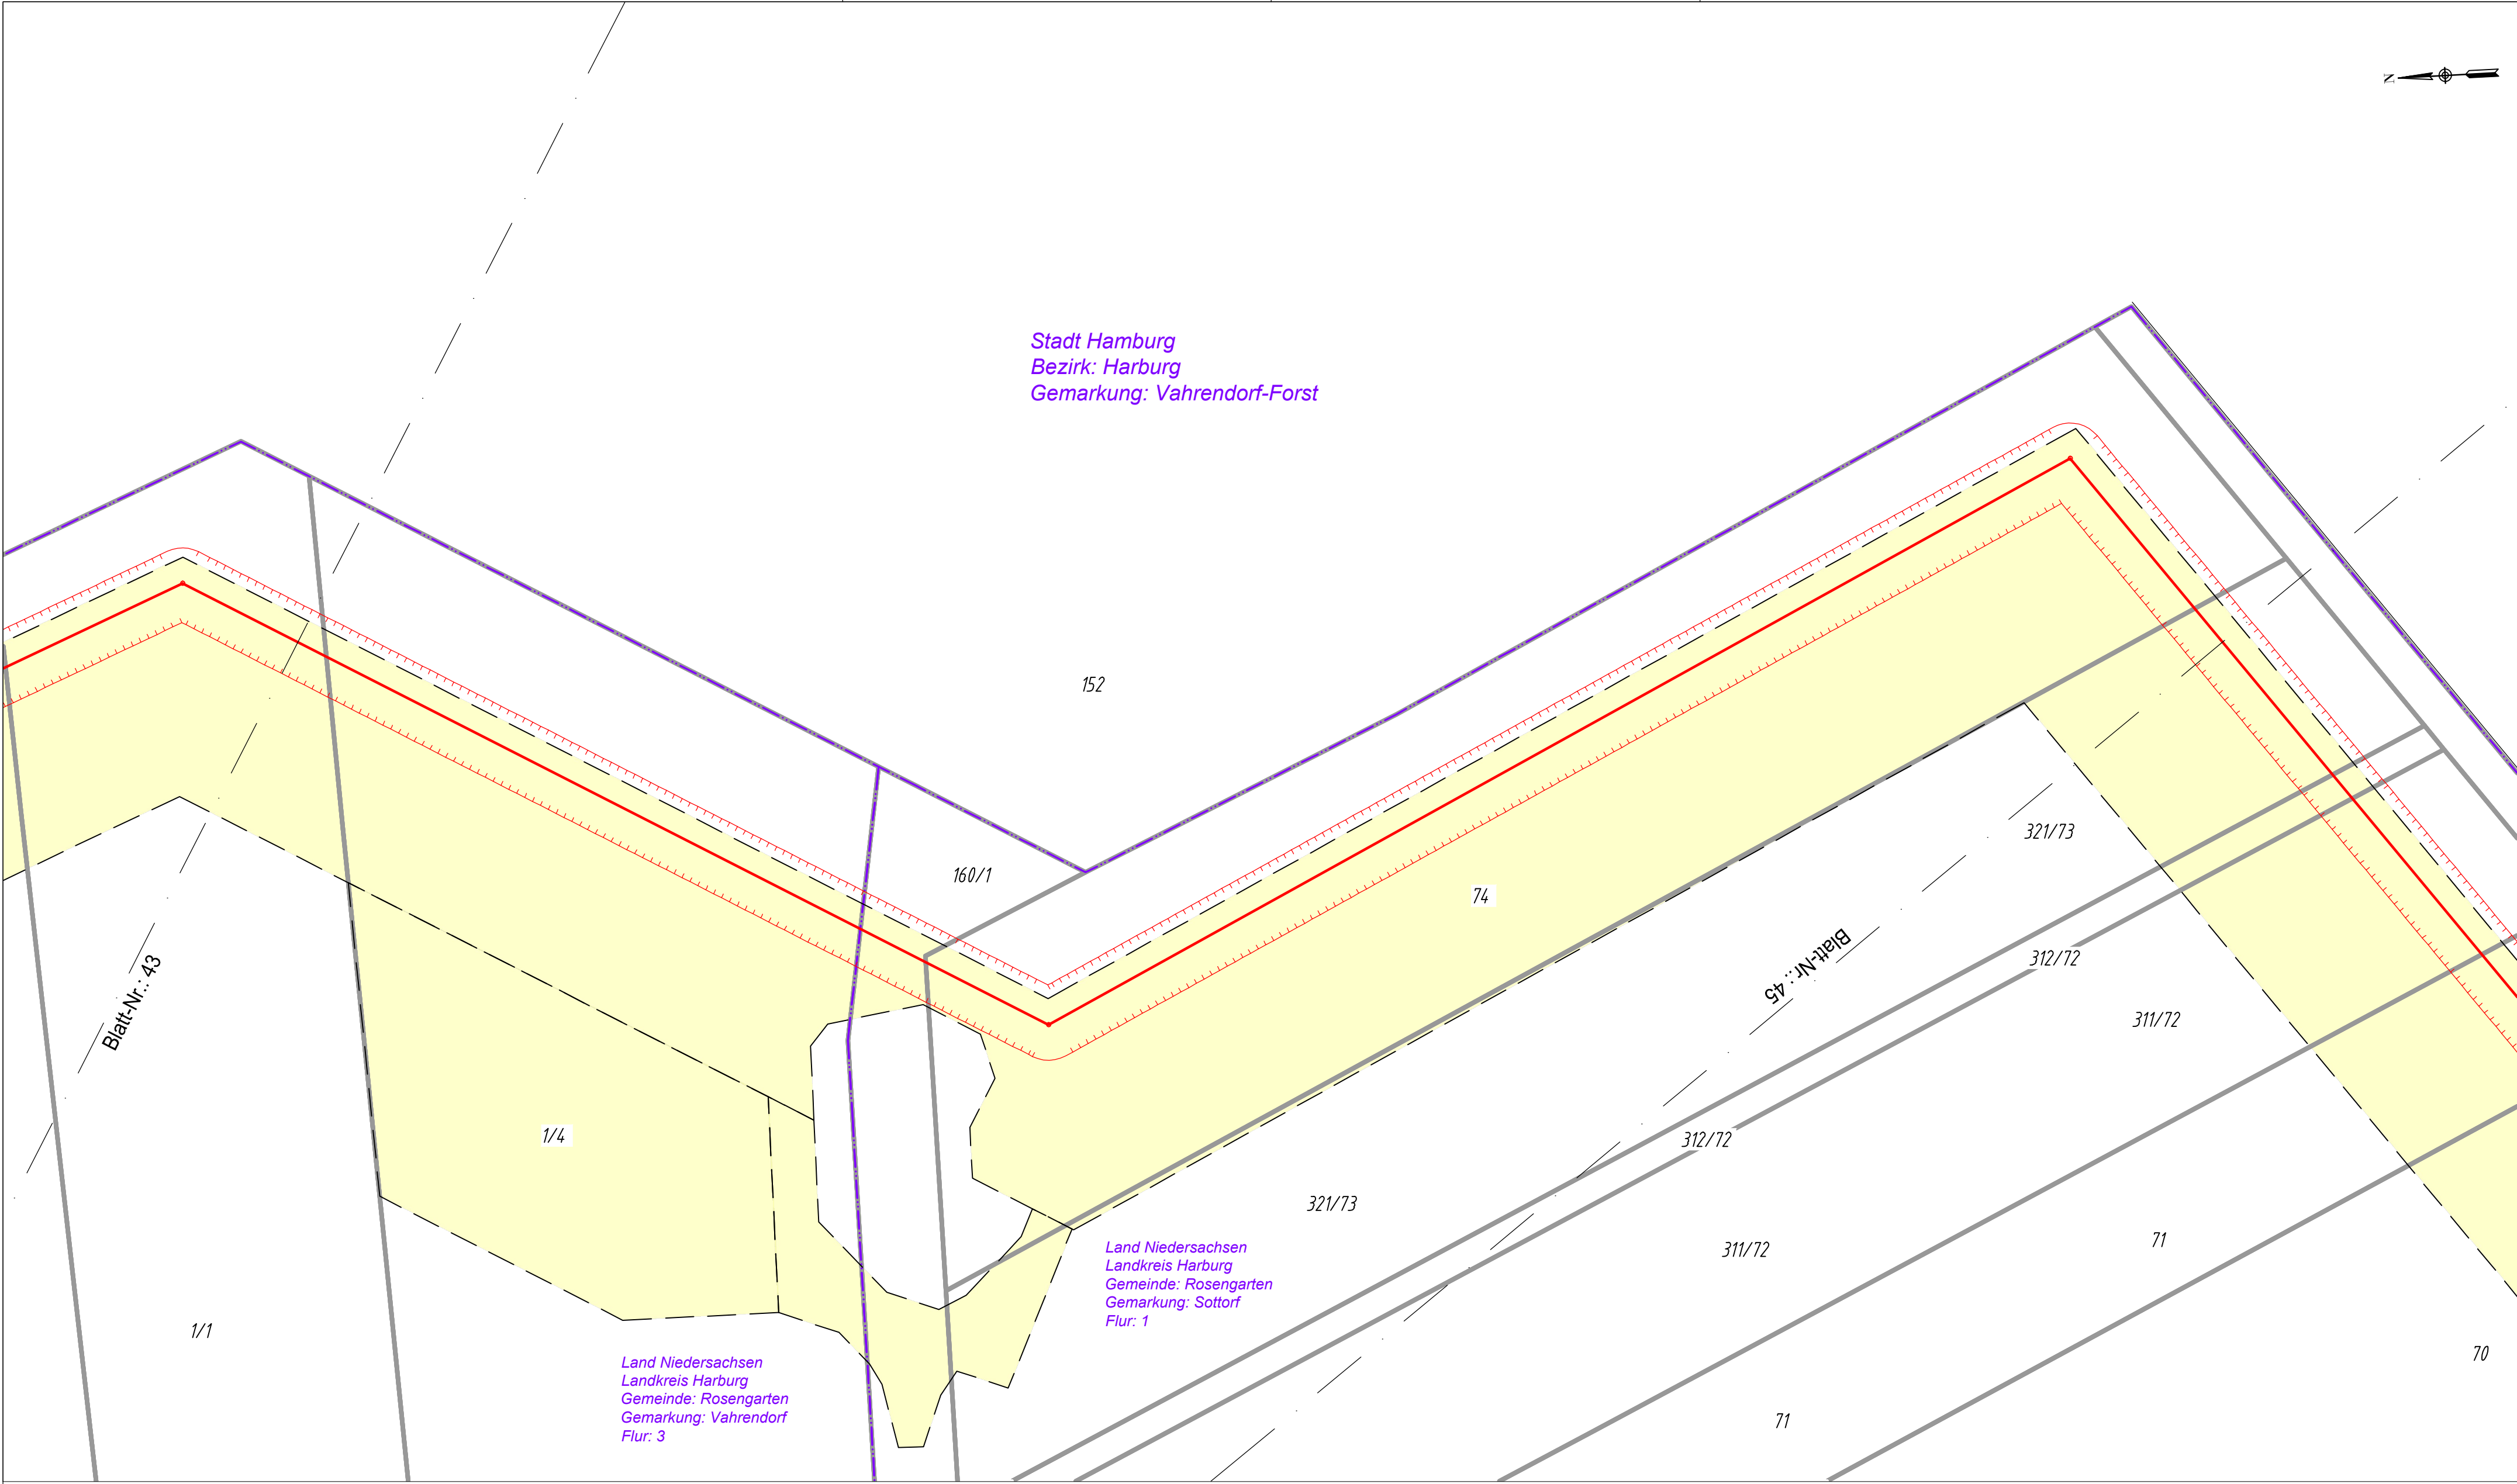 N
Stadt Hamburg
Bezirk: Harburg
Gemarkung: Vahrendorf-Forst
152
160/1
74
321/73
Blatt-Nr.: 43
Blatt-Nr.: 45
312/72
311/72
1/4
312/72
321/73
311/72
71
1/1
Land Niedersachsen
Landkreis Harburg
Gemeinde: Rosengarten
Gemarkung: Sottorf
Flur: 1
Land Niedersachsen
Landkreis Harburg
Gemeinde: Rosengarten
Gemarkung: Vahrendorf
Flur: 3
70
71